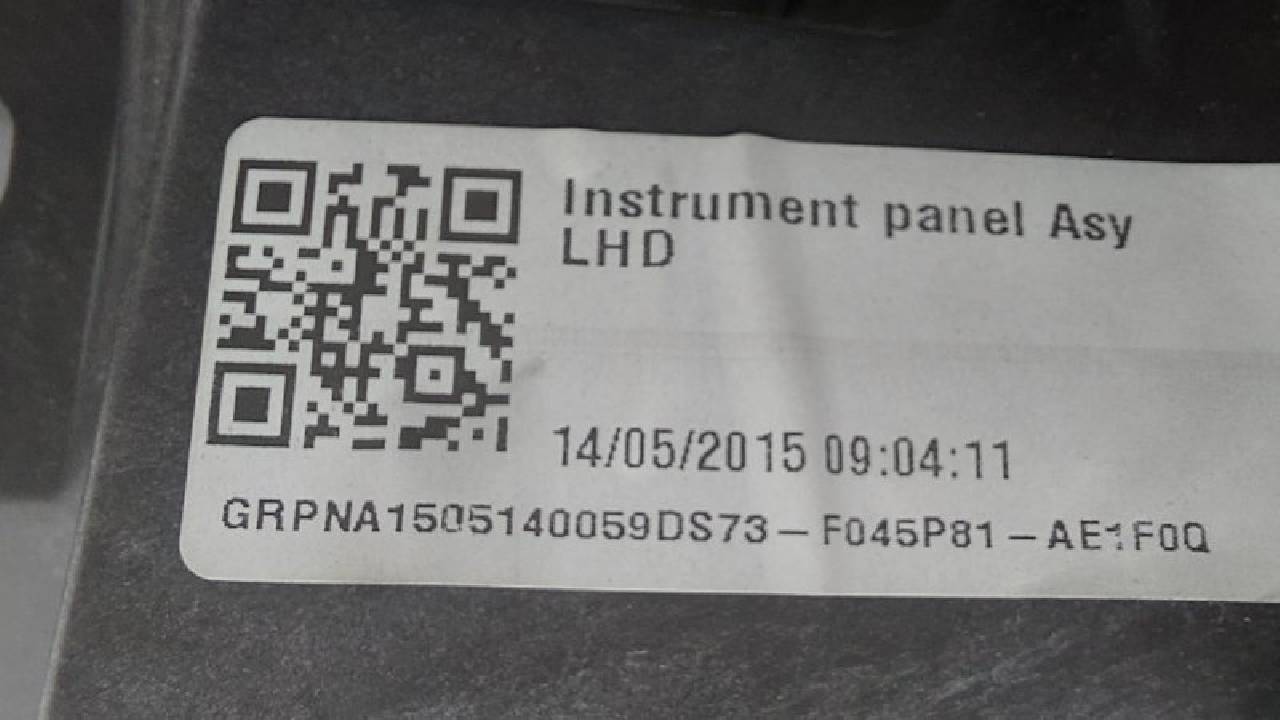 Instrument panel Asy
LHD
14/05/2015 09:04:11
GRPNA1505140059DS73-F045P81-AE1F0Q